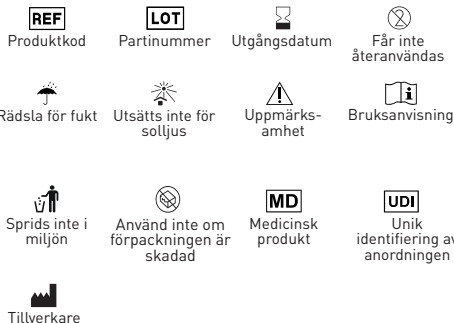 REF
LOT
Produktkod
Partinummer
Utgångsdatum
Får inte
återanvändas
Rädsla för fukt
Utsätts inte för
solljus
Uppmärks-
amhet
Bruksanvisning
Sprids inte i
miljön
Använd inte om
förpackningen är
skadad
MD
Medicinsk
produkt
UDI
Unik
identifiering av
anordningen
Tillverkare